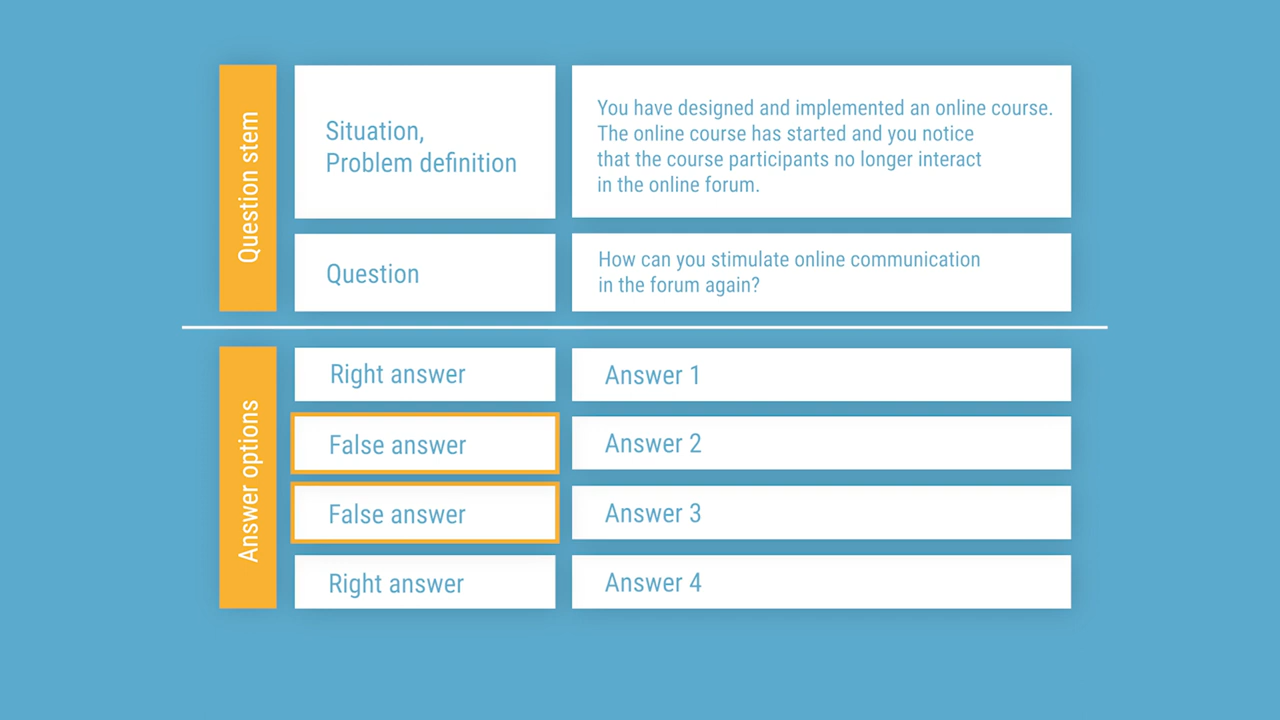 Question stem
Situation,
Problem definition
You have designed and implemented an online course.
The online course has started and you notice
that the course participants no longer interact
in the online forum.
Question
How can you stimulate online communication
in the forum again?
Answer options
Right answer
Answer 1
False answer
Answer 2
False answer
Answer 3
Right answer
Answer 4